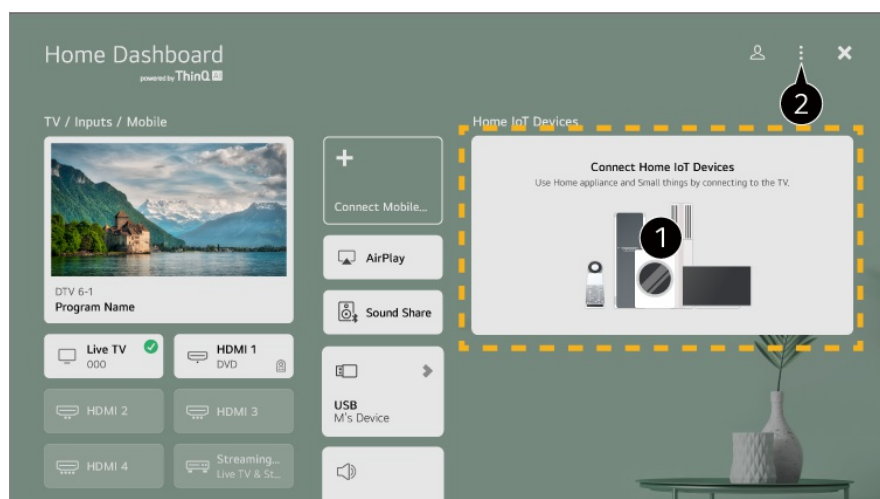 Home Dashboard
powered by ThinQ AI
2
TV / Inputs / Mobile
Home IoT Devices
Connect Home IoT Devices
Use Home appliance and Small things by connecting to the TV.
1
Connect Mobile...
AirPlay
DTV 6-1
Program Name
Sound Share
Live TV
000
HDMI 1
DVD
USB
M's Device
HDMI 2
HDMI 3
HDMI 4
Streaming...
Live TV & St...